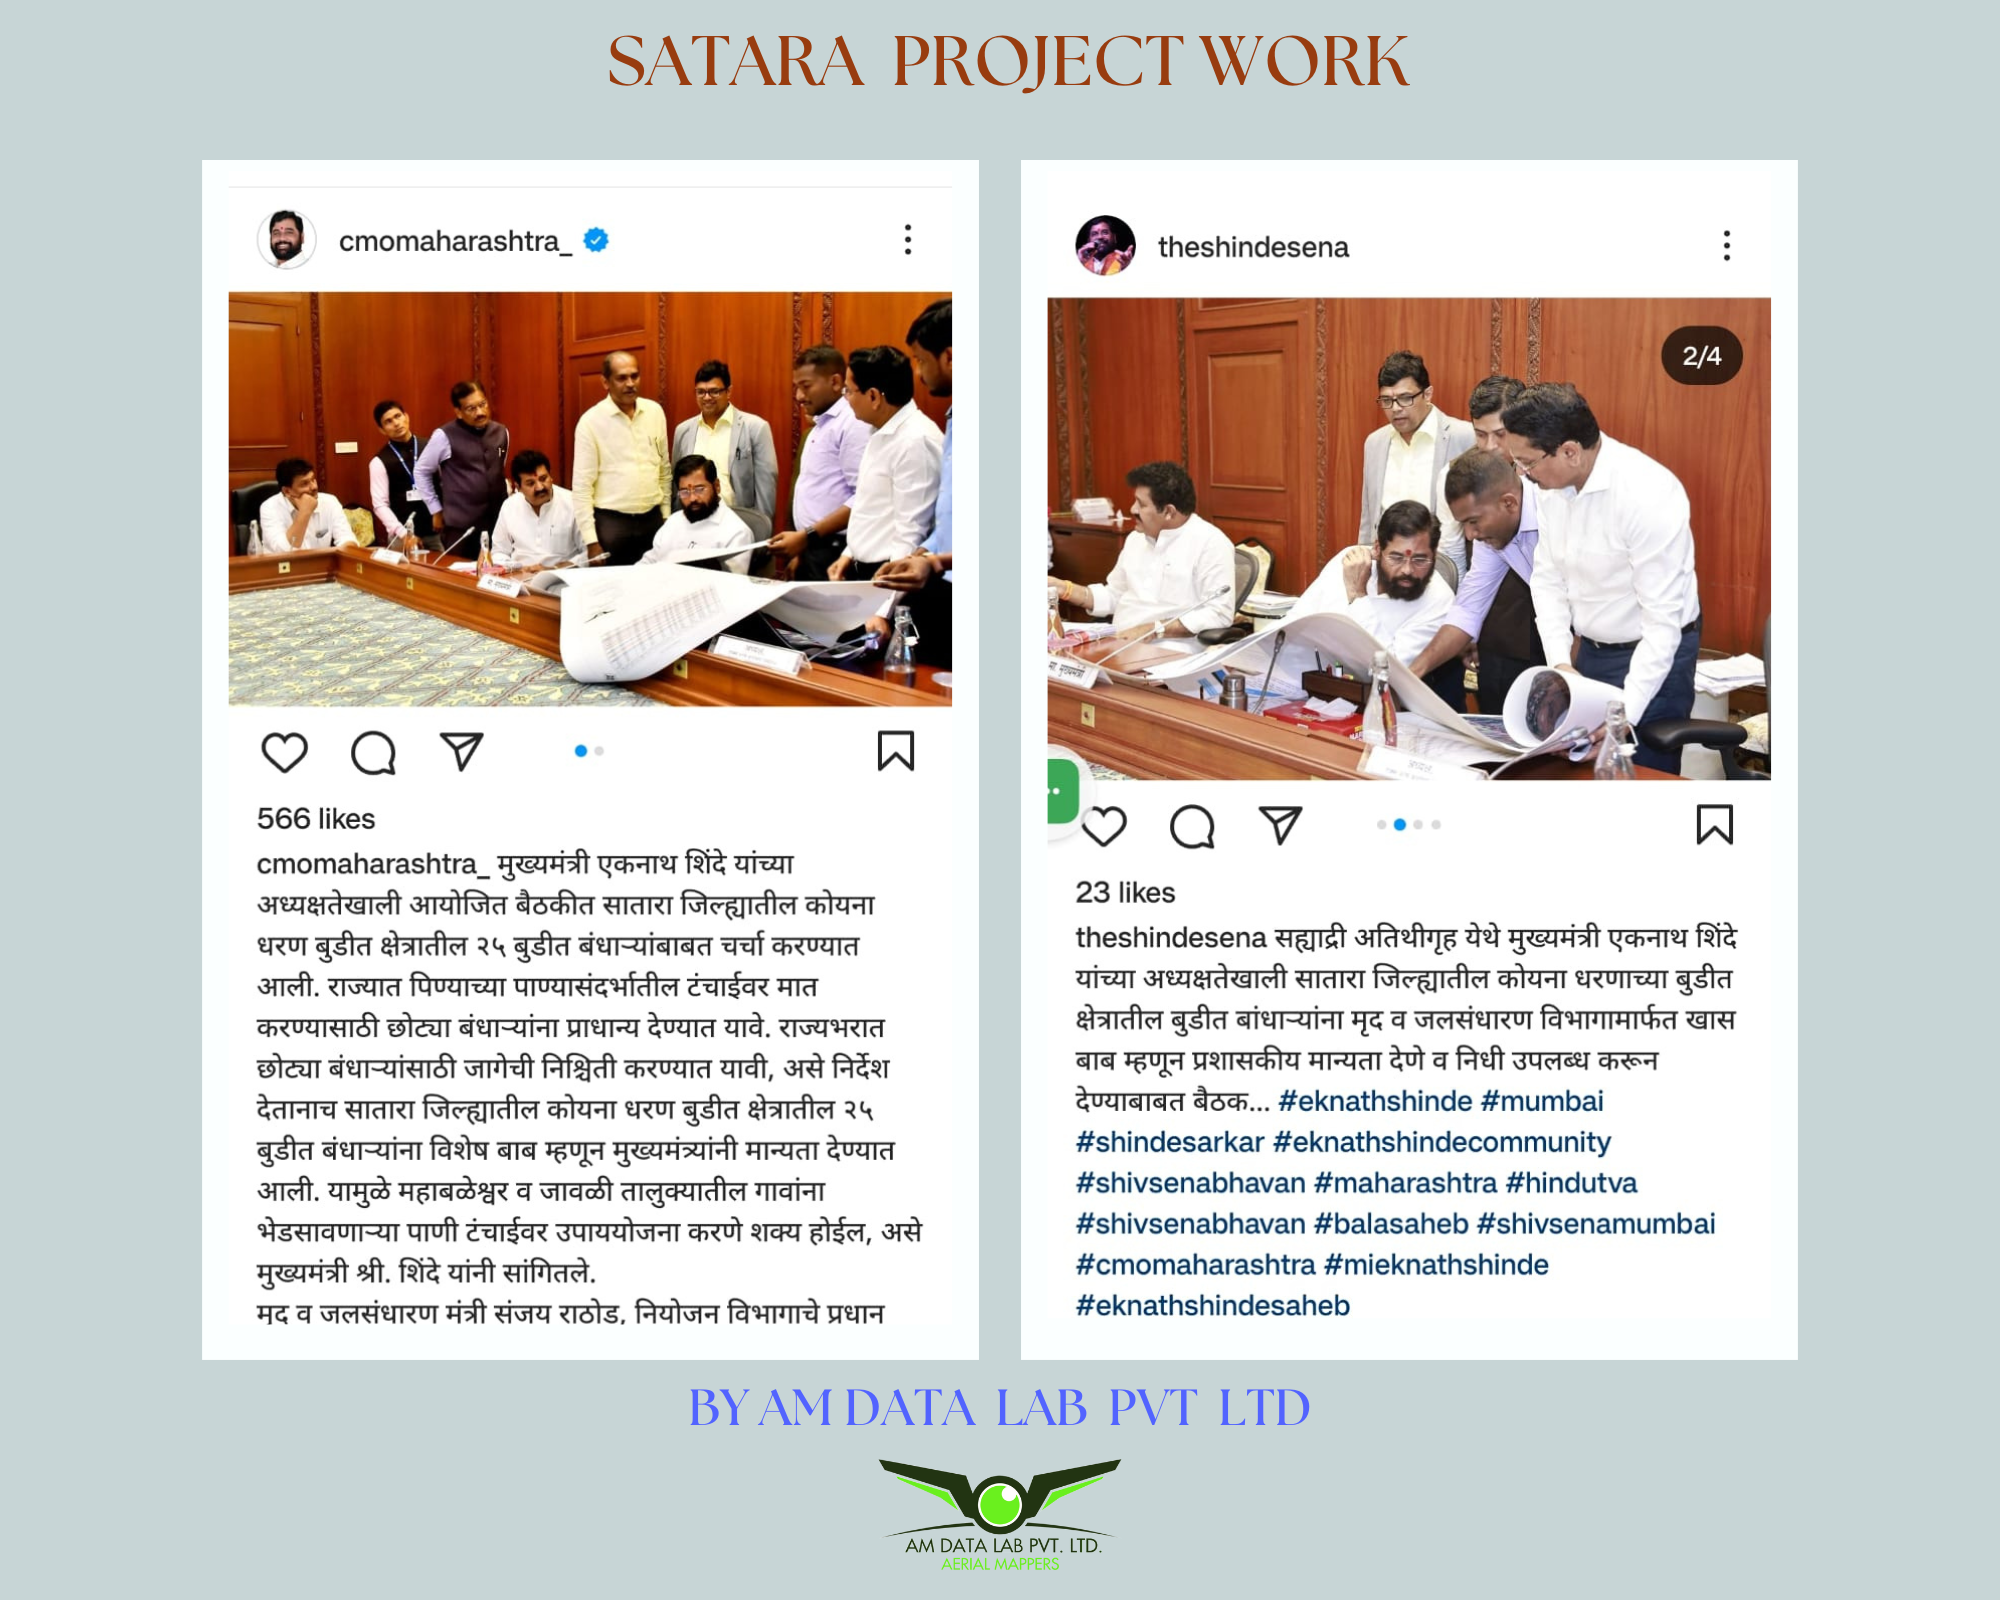 SATARA PROJECT WORK
cmomaharashtra_
566 likes
cmomaharashtra_ मुख्यमंत्री एकनाथ शिंदे यांच्या
अध्यक्षतेखाली आयोजित बैठकीत सातारा जिल्ह्यातील कोयना
धरण बुडीत क्षेत्रातील २५ बुडीत बंधाऱ्यांबाबत चर्चा करण्यात
आली. राज्यात पिण्याच्या पाण्यासंदर्भातील टंचाईवर मात
करण्यासाठी छोट्या बंधाऱ्यांना प्राधान्य देण्यात यावे. राज्यभरात
छोट्या बंधाऱ्यांसाठी जागेची निश्चिती करण्यात यावी, असे निर्देश
देतानाच सातारा जिल्ह्यातील कोयना धरण बुडीत क्षेत्रातील २५
बुडीत बंधाऱ्यांना विशेष बाब म्हणून मुख्यमंत्र्यांनी मान्यता देण्यात
आली. यामुळे महाबळेश्वर व जावळी तालुक्यातील गावांना
भेडसावणाऱ्या पाणी टंचाईवर उपाययोजना करणे शक्य होईल, असे
मुख्यमंत्री श्री. शिंदे यांनी सांगितले.
मृद व जलसंधारण मंत्री संजय राठोड, नियोजन विभागाचे प्रधान
theshindesena
2/4
मा. मुख्यमंत्री
23 likes
theshindesena सह्याद्री अतिथीगृह येथे मुख्यमंत्री एकनाथ शिंदे
यांच्या अध्यक्षतेखाली सातारा जिल्ह्यातील कोयना धरणाच्या बुडीत
क्षेत्रातील बुडीत बांधाऱ्यांना मृद व जलसंधारण विभागामार्फत खास
बाब म्हणून प्रशासकीय मान्यता देणे व निधी उपलब्ध करून
देण्याबाबत बैठक... #eknathshinde #mumbai
#shindesarkar #eknathshindecommunity
#shivsenabhavan #maharashtra #hindutva
#shivsenabhavan #balasaheb #shivsenamumbai
#cmomaharashtra #mieknathshinde
#eknathshindesaheb
BY AM DATA LAB PVT LTD
AM DATA LAB PVT. LTD.
AERIAL MAPPERS